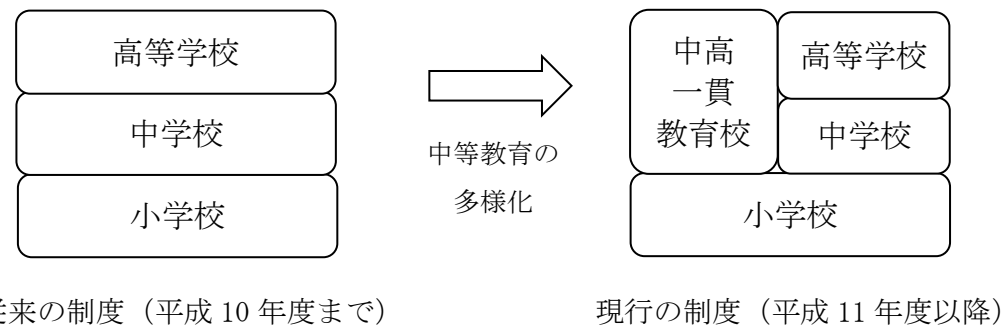 高等学校
中学校
小学校
中等教育の
多様化
中高
一貫
教育校
高等学校
中学校
小学校
来の制度（平成 10 年度まで）
現行の制度（平成 11 年度以降）